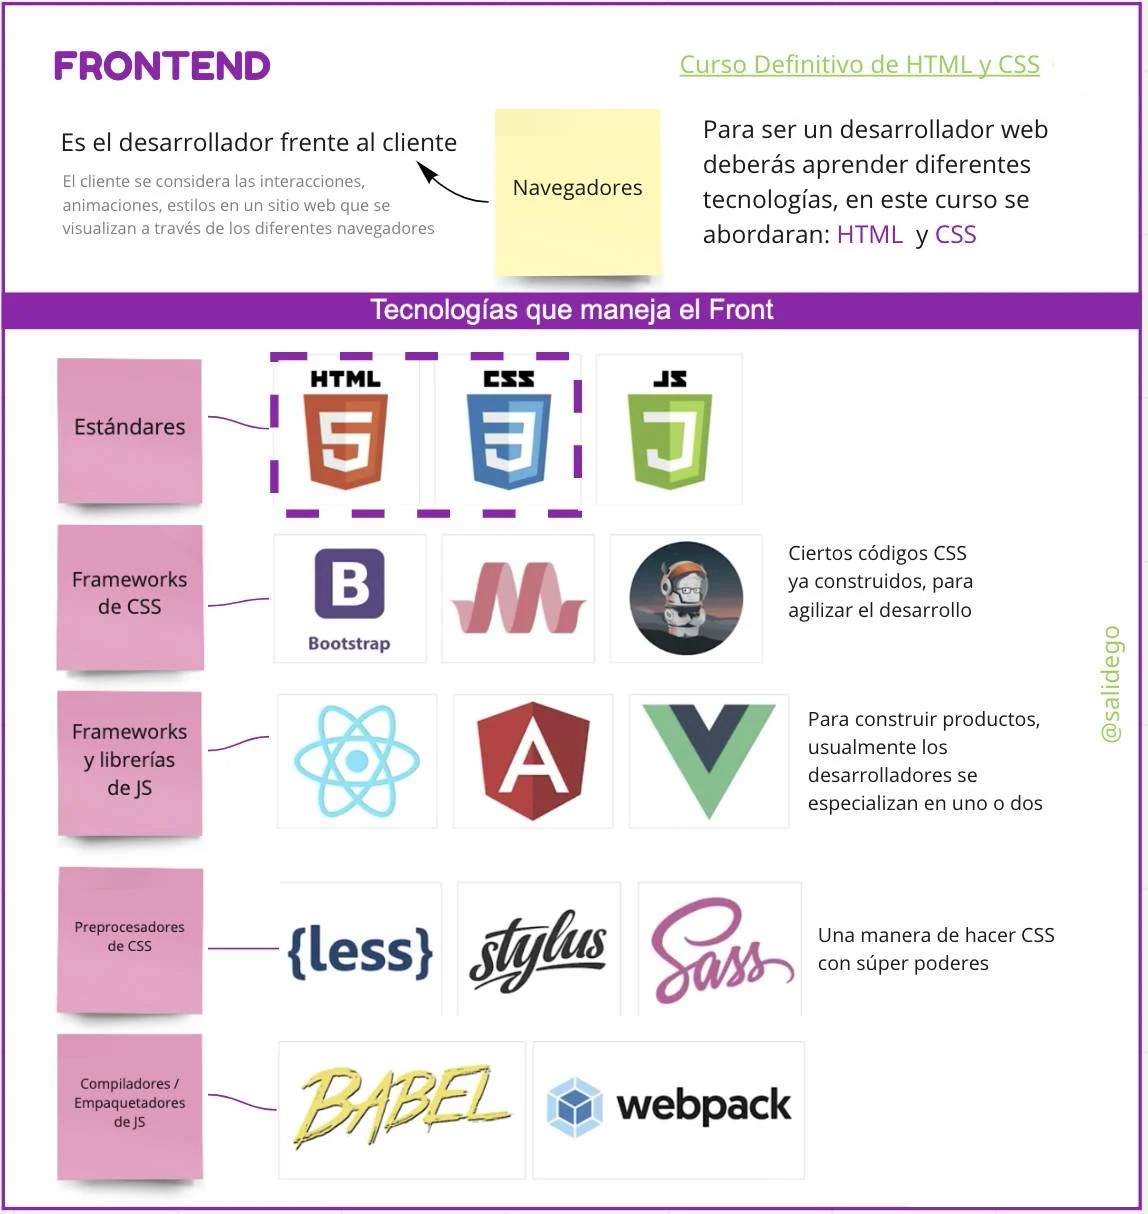 FRONTEND
Curso Definitivo de HTML y CSS
Es el desarrollador frente al cliente
El cliente se considera las interacciones,
animaciones, estilos en un sitio web que se
visualizan a través de los diferentes navegadores
Navegadores
Para ser un desarrollador web
deberás aprender diferentes
tecnologías, en este curso se
abordaran: HTML y CSS
Tecnologías que maneja el Front
Estándares
HTML
5
CSS
3
JS
J
Frameworks
de CSS
B
Bootstrap
Ciertos códigos CSS
ya construidos, para
agilizar el desarrollo
@salidego
Frameworks
y librerías
de JS
A
Para construir productos,
usualmente los
desarrolladores se
especializan en uno o dos
Preprocesadores
de CSS
{less}
stylus
Sass
Una manera de hacer CSS
con súper poderes
Compiladores /
Empaquetadores
de JS
BABEL
webpack